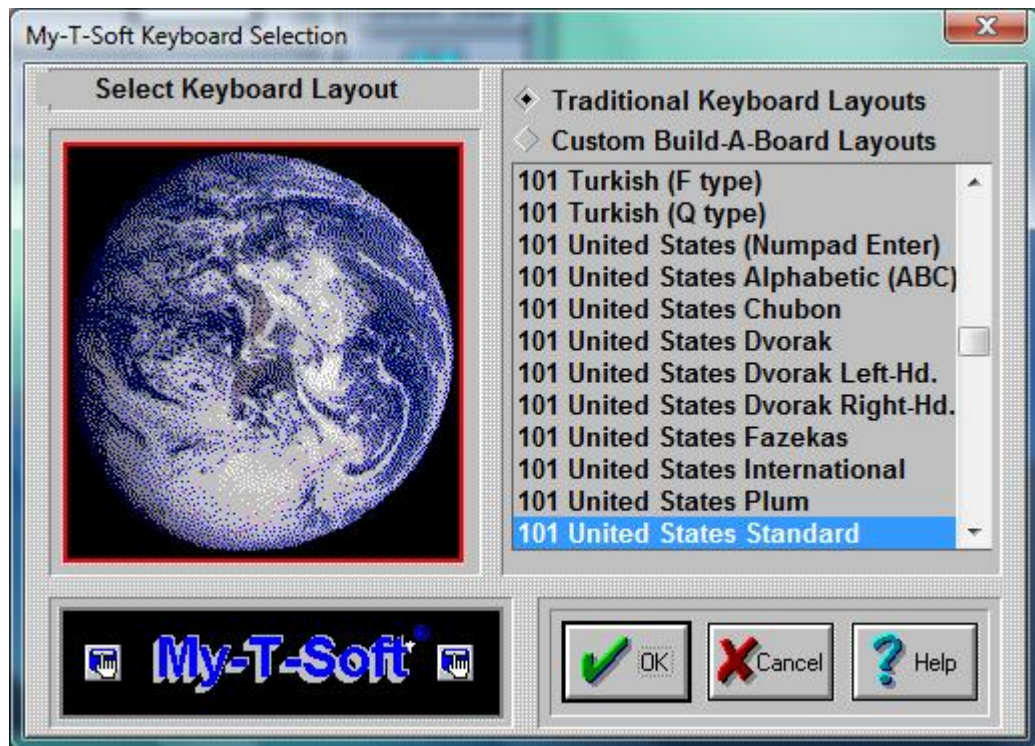 My-T-Soft Keyboard Selection
Select Keyboard Layout
Traditional Keyboard Layouts
Custom Build-A-Board Layouts
101 Turkish (F type)
101 Turkish (Q type)
101 United States (Numpad Enter)
101 United States Alphabetic (ABC)
101 United States Chubon
101 United States Dvorak
101 United States Dvorak Left-Hd.
101 United States Dvorak Right-Hd.
101 United States Fazekas
101 United States International
101 United States Plum
101 United States Standard
My-T-Soft
OK
Cancel
Help